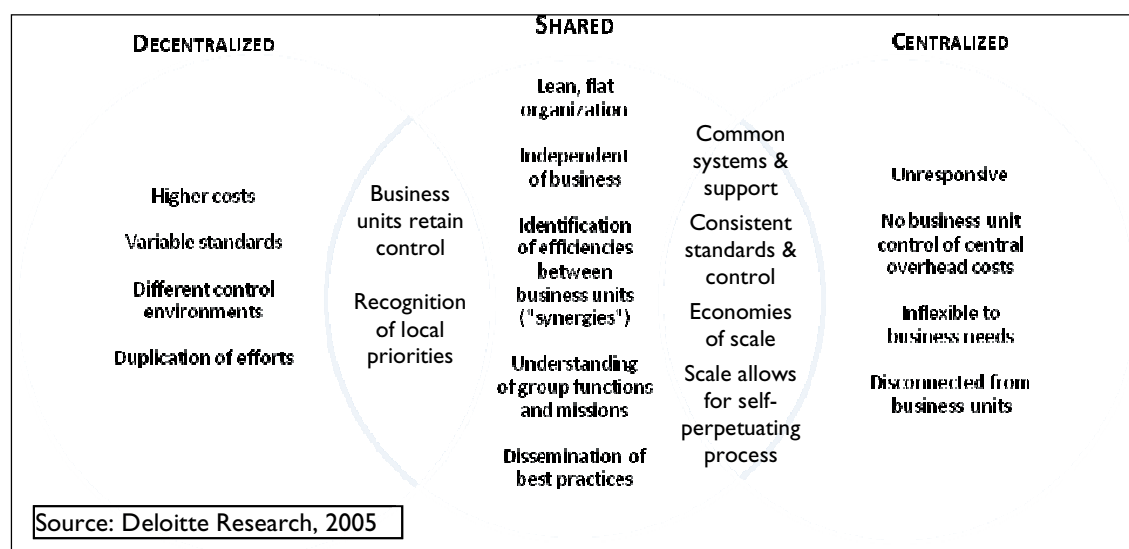 DECENTRALIZED
Higher costs
Variable standards
Different control
environments
Duplication of efforts
Business
units retain
control
Recognition
of local
priorities
SHARED
Lean, flat
organization
Independent
of business
Identification
of efficiencies
between
business units
("synergies")
Understanding
of group functions
and missions
Dissemination of
best practices
Common
systems &
support
Consistent
standards &
control
Economies
of scale
Scale allows
for self-
perpetuating
process
CENTRALIZED
Unresponsive
No business unit
control of central
overhead costs
Inflexible to
business needs
Disconnected from
business units
Source: Deloitte Research, 2005